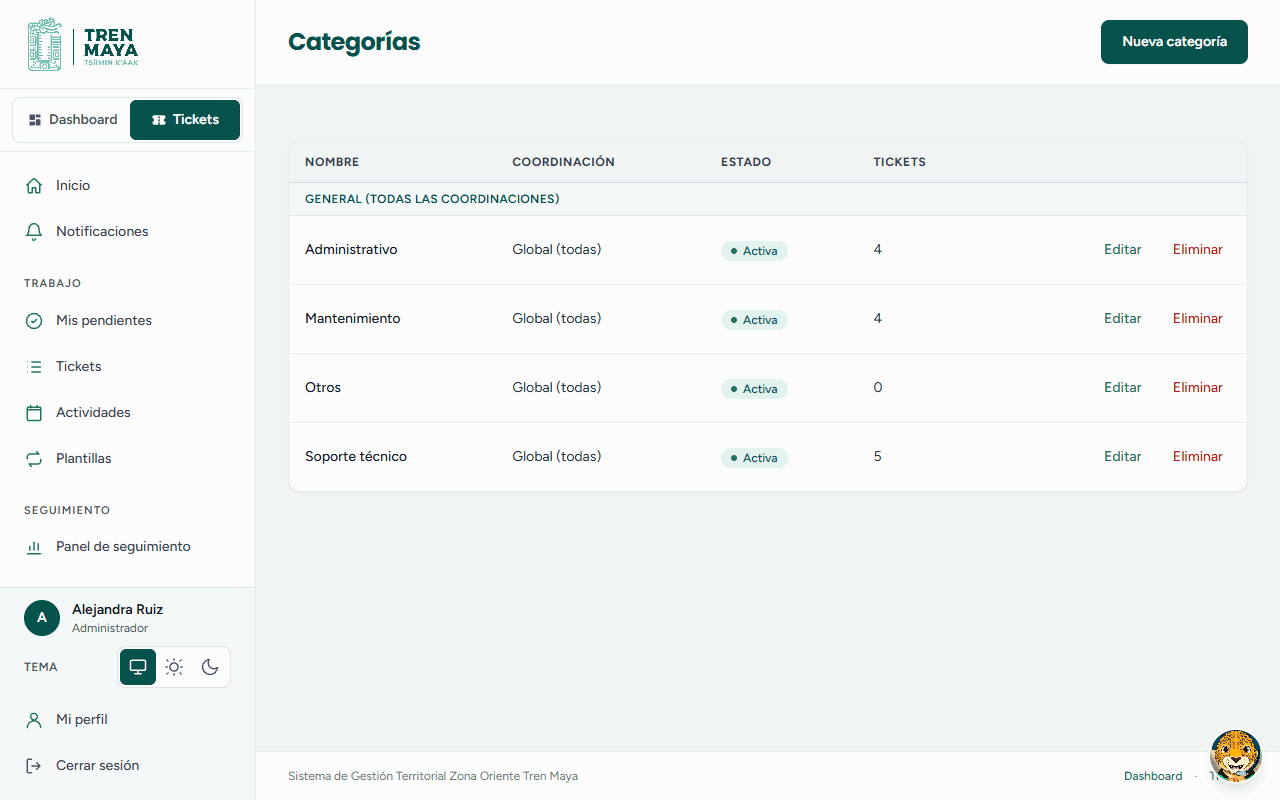 TREN
MAYA
TSÍIMIN K'ÁAK
Dashboard
Tickets
Inicio
Notificaciones
TRABAJO
Mis pendientes
Tickets
Actividades
Plantillas
SEGUIMIENTO
Panel de seguimiento
A
Alejandra Ruiz
Administrador
TEMA
Mi perfil
Cerrar sesión
Categorías
Nueva categoría
NOMBRE COORDINACIÓN ESTADO TICKETS
GENERAL (TODAS LAS COORDINACIONES)
Administrativo Global (todas) Activa 4 Editar Eliminar
Mantenimiento Global (todas) Activa 4 Editar Eliminar
Otros Global (todas) Activa 0 Editar Eliminar
Soporte técnico Global (todas) Activa 5 Editar Eliminar
Sistema de Gestión Territorial Zona Oriente Tren Maya
Dashboard ·